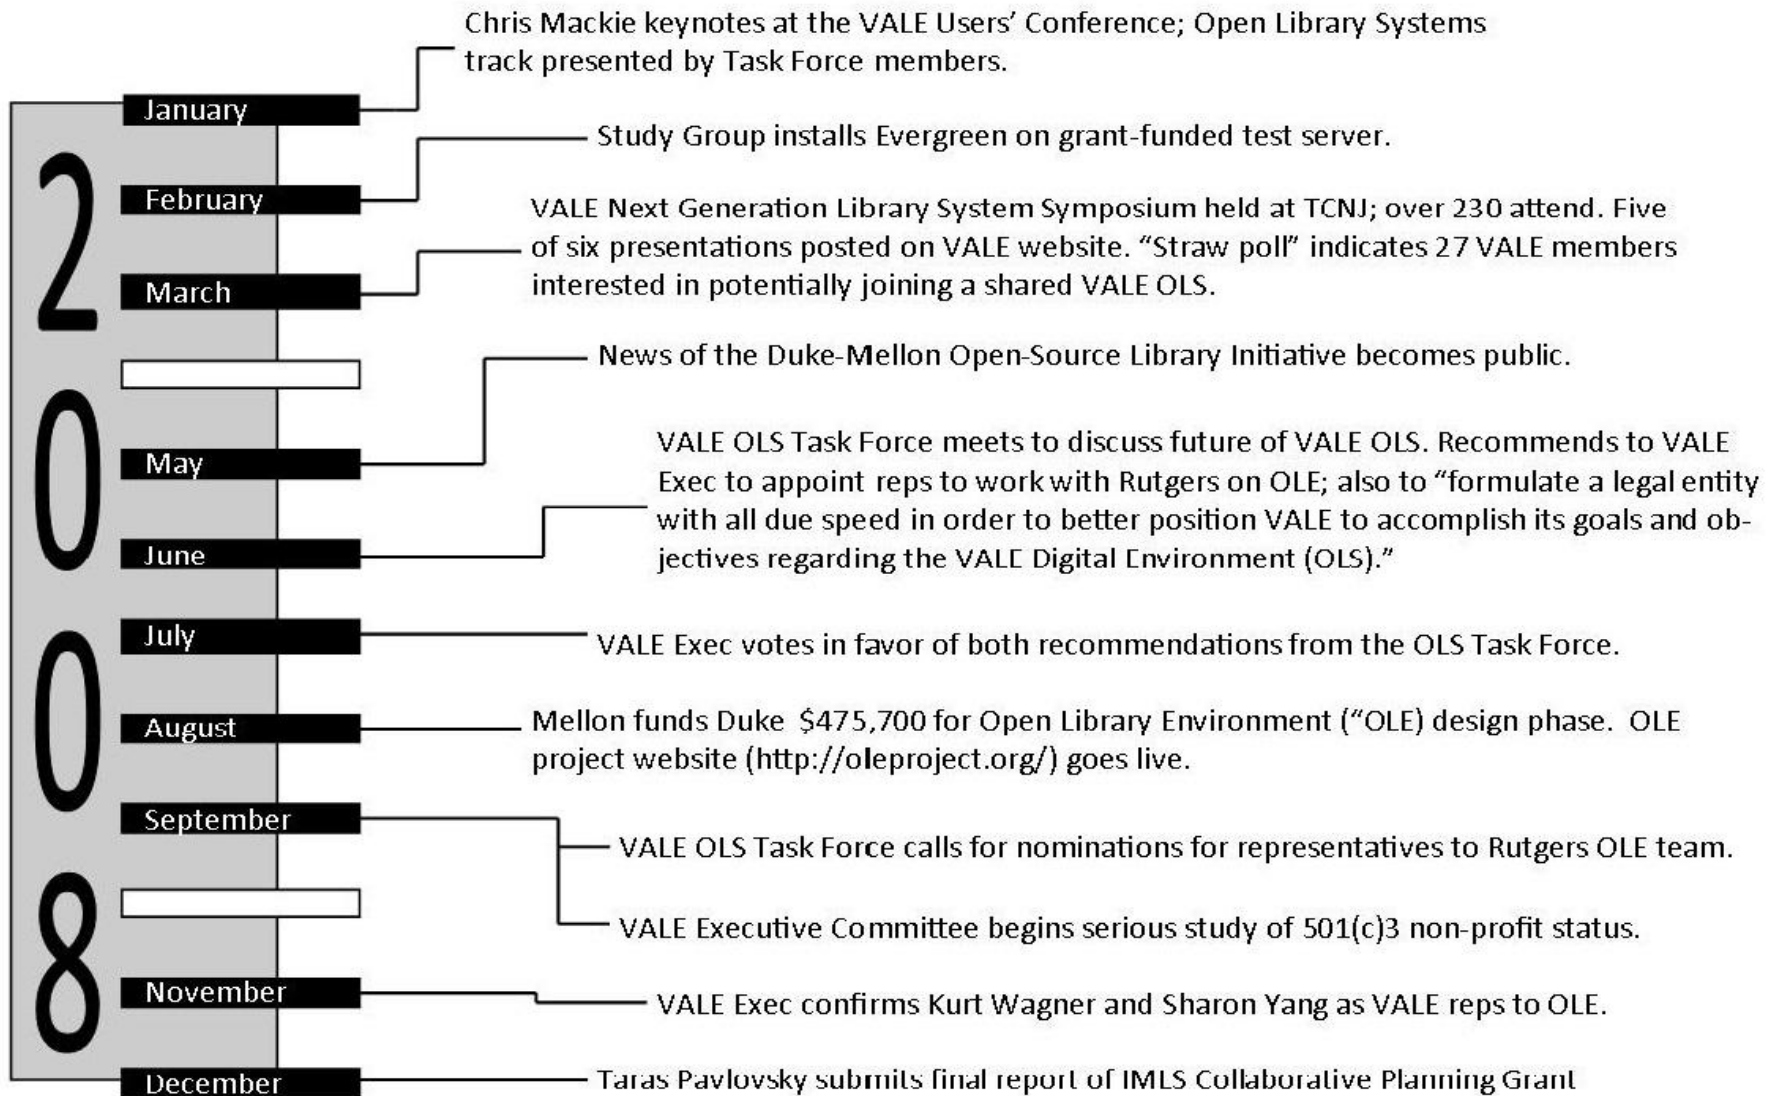 2008
Chris Mackie keynotes at the VALE Users’ Conference; Open Library Systems
track presented by Task Force members.
January
Study Group installs Evergreen on grant-funded test server.
February
VALE Next Generation Library System Symposium held at TCNJ; over 230 attend. Five
of six presentations posted on VALE website. “Straw poll” indicates 27 VALE members
interested in potentially joining a shared VALE OLS.
March
News of the Duke-Mellon Open-Source Library Initiative becomes public.
May
VALE OLS Task Force meets to discuss future of VALE OLS. Recommends to VALE
Exec to appoint reps to work with Rutgers on OLE; also to “formulate a legal entity
with all due speed in order to better position VALE to accomplish its goals and ob-
jectives regarding the VALE Digital Environment (OLS).”
June
July
VALE Exec votes in favor of both recommendations from the OLS Task Force.
August
Mellon funds Duke $475,700 for Open Library Environment (“OLE) design phase. OLE
project website (http://oleproject.org/) goes live.
September
VALE OLS Task Force calls for nominations for representatives to Rutgers OLE team.
VALE Executive Committee begins serious study of 501(c)3 non-profit status.
November
VALE Exec confirms Kurt Wagner and Sharon Yang as VALE reps to OLE.
December
Taras Pavlovsky submits final report of IMLS Collaborative Planning Grant